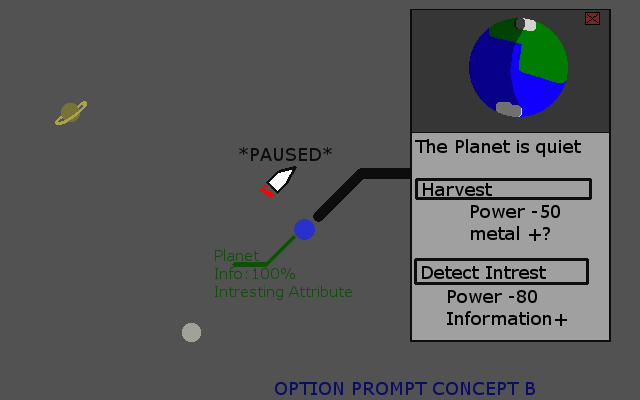 *PAUSED*
Planet
Info:100%
Intresting Attribute
The Planet is quiet
Harvest
Power -50
metal +?
Detect Intrest
Power -80
Information+
OPTION PROMPT CONCEPT B